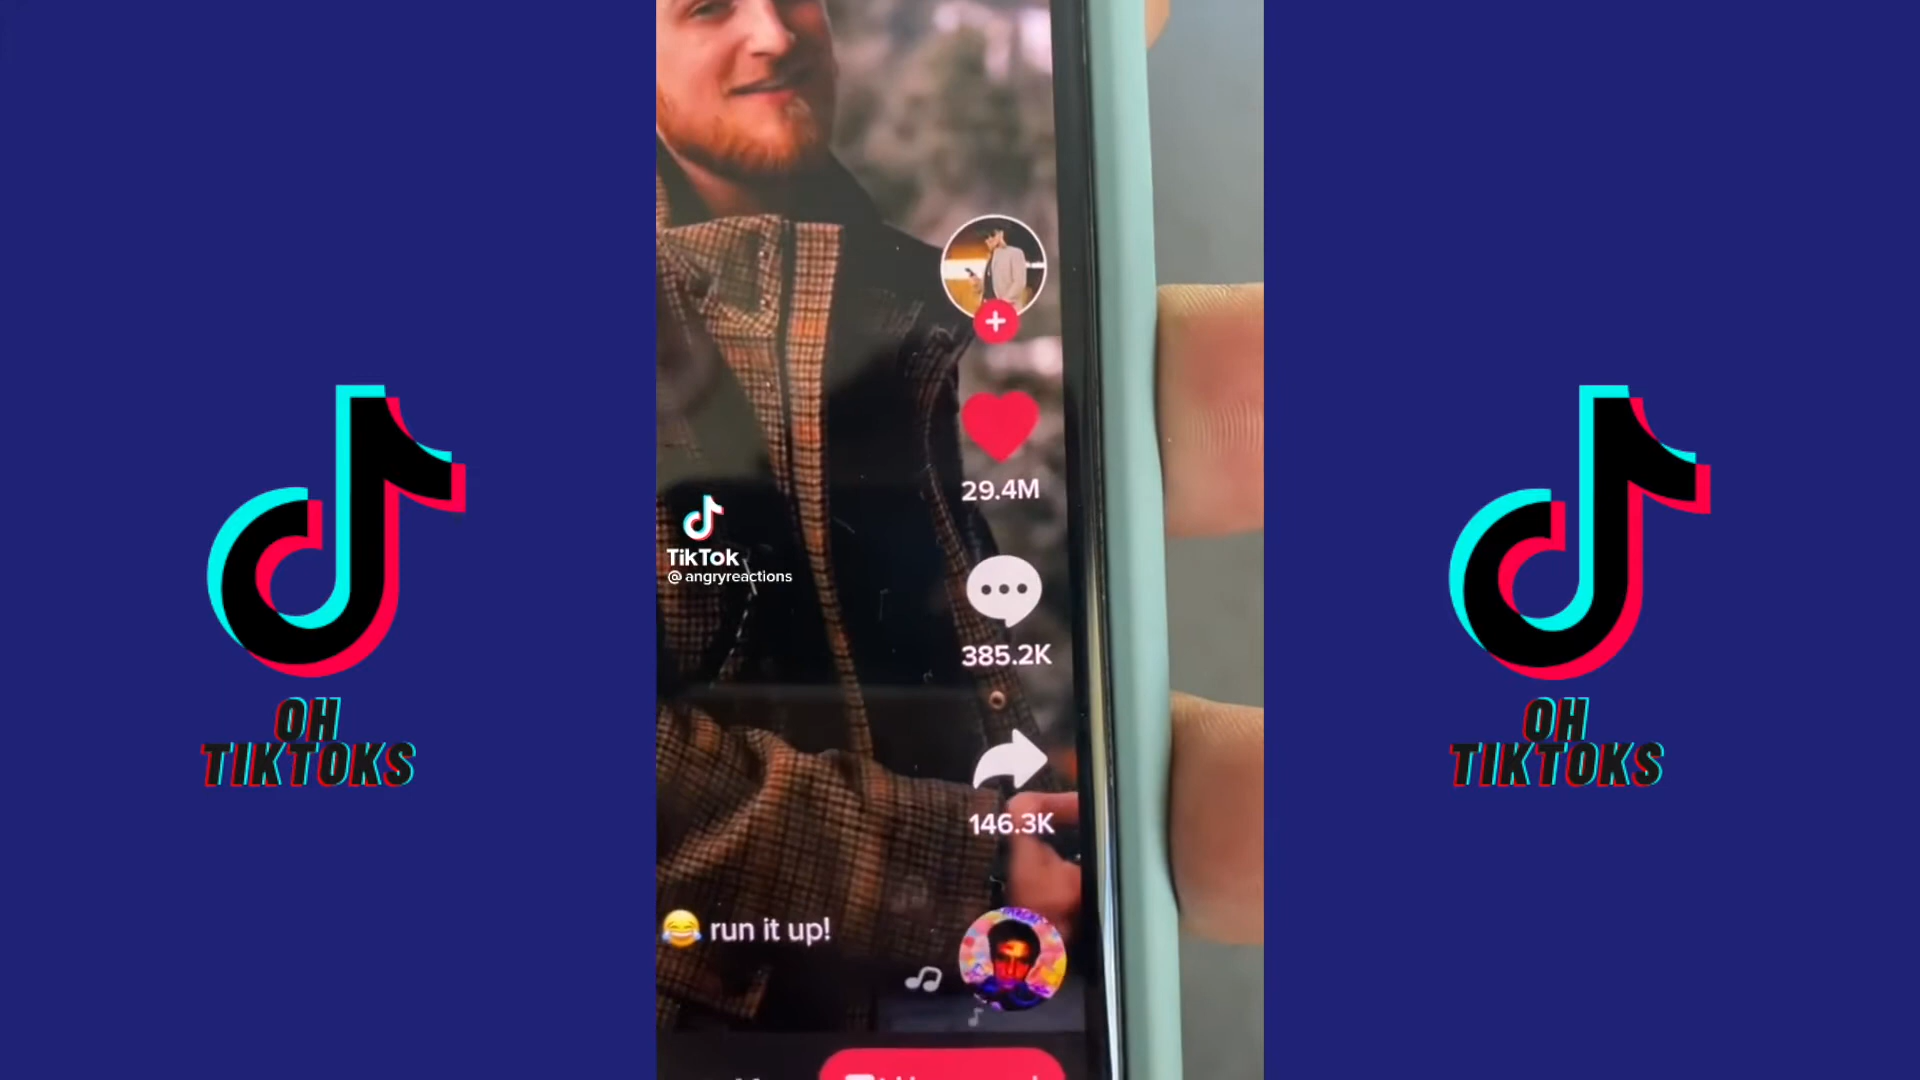 29.4M
TikTok
@angryreactions
385.2K
146.3K
😂 run it up!
OH
TIKTOKS
OH
TIKTOKS